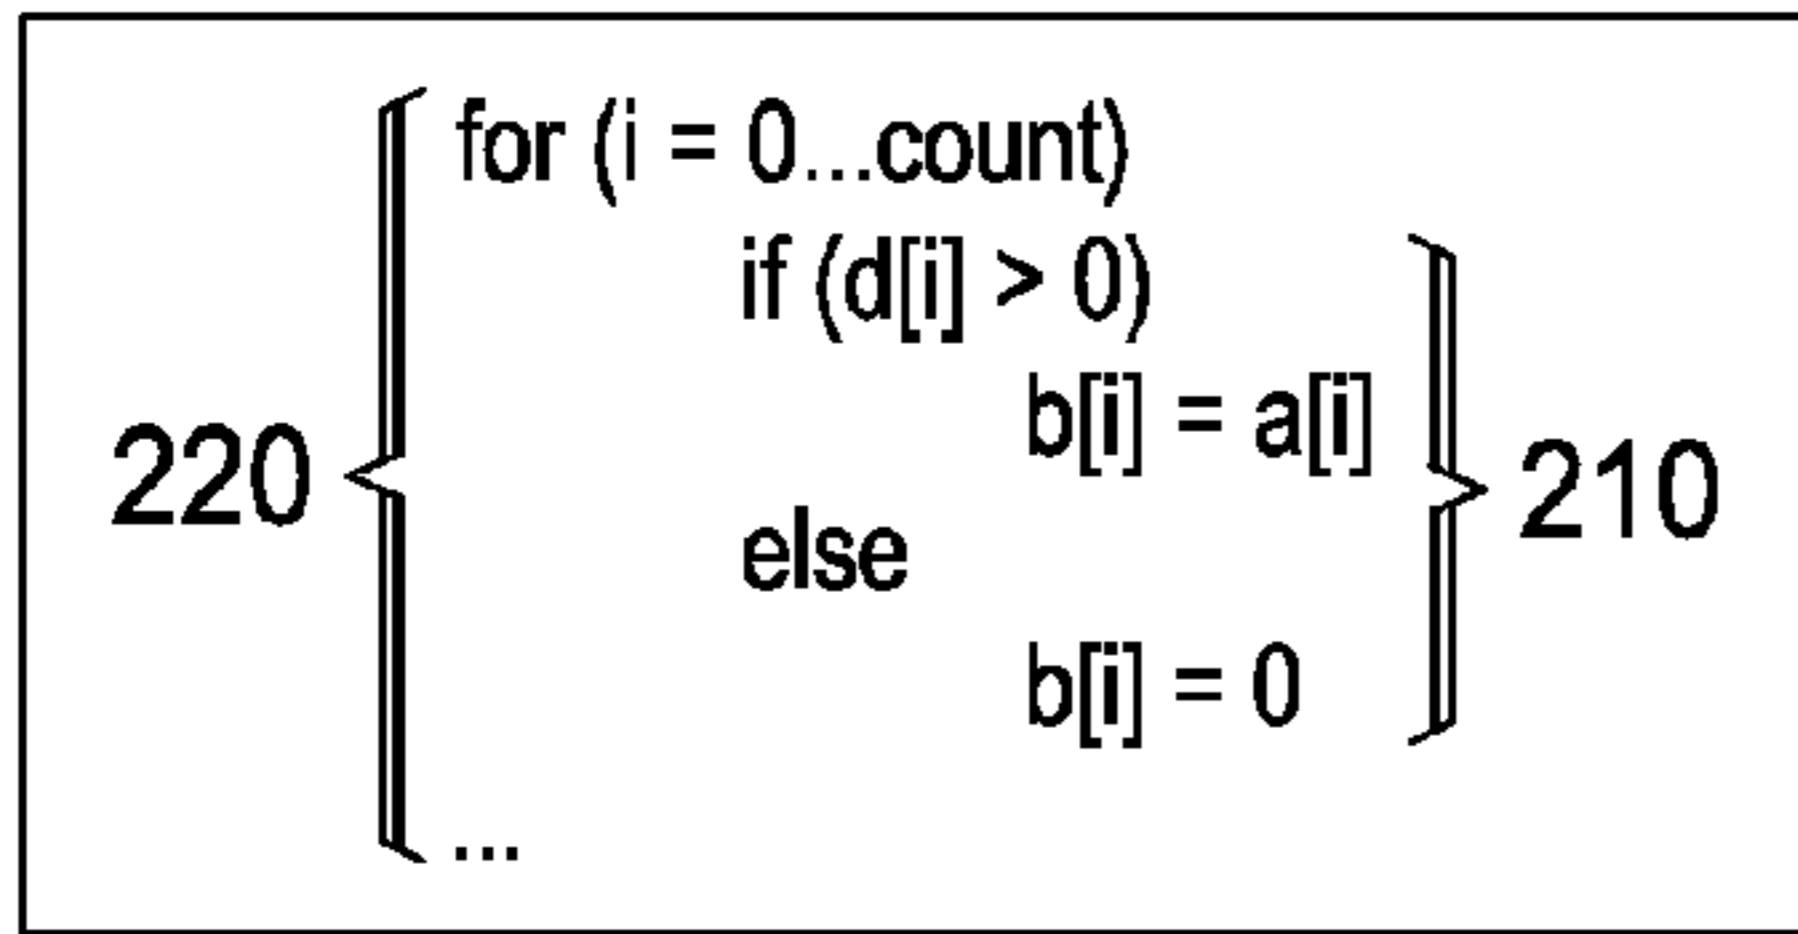 for (i = 0...count)
if (d[i] > 0)
b[i] = a[i]
220
210
else
b[i] = 0
...